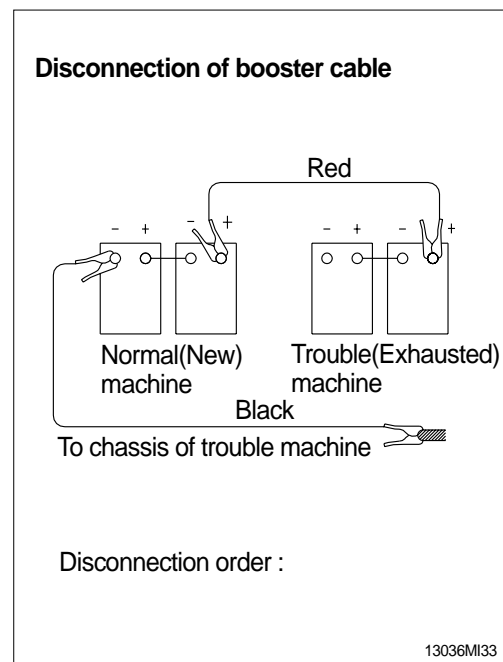 Disconnection of booster cable
Red
- + - + - + - +
Normal(New)
machine
Trouble(Exhausted)
machine
Black
To chassis of trouble machine
Disconnection order :
13036MI33